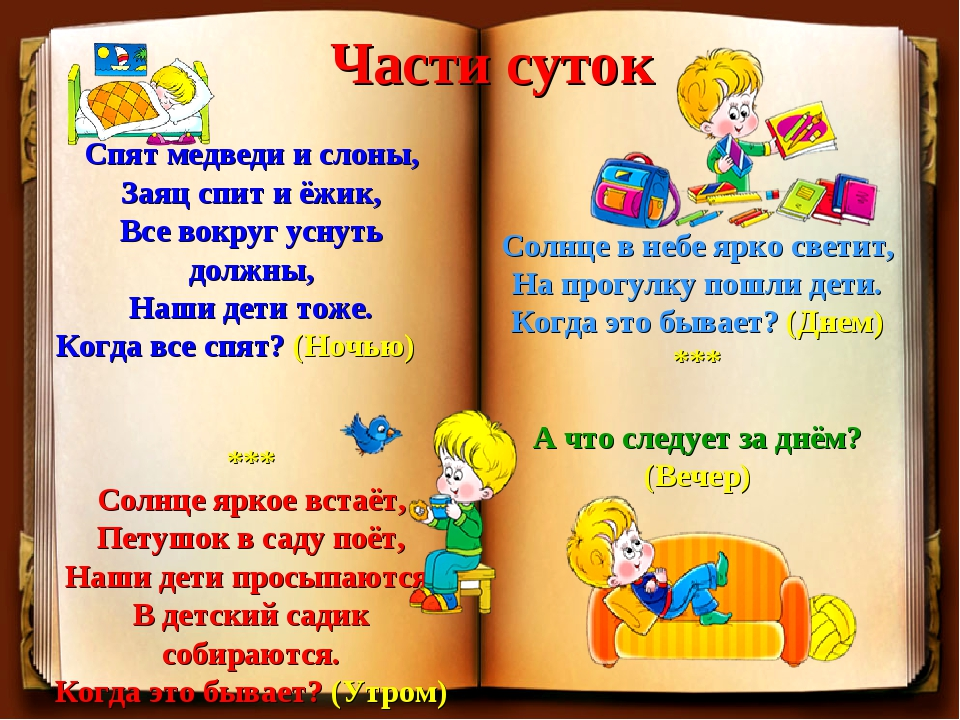 Части суток
Спят медведи и слоны,
Заяц спит и ёжик,
Все вокруг уснуть
должны,
Наши дети тоже.
Когда все спят? (Ночью)
***
Солнце яркое встаёт,
Петушок в саду поёт,
Наши дети просыпаются
В детский садик
собираются.
Когда это бывает? (Утром)
Солнце в небе ярко светит,
На прогулку пошли дети.
Когда это бывает? (Днем)
***
А что следует за днём?
(Вечер)